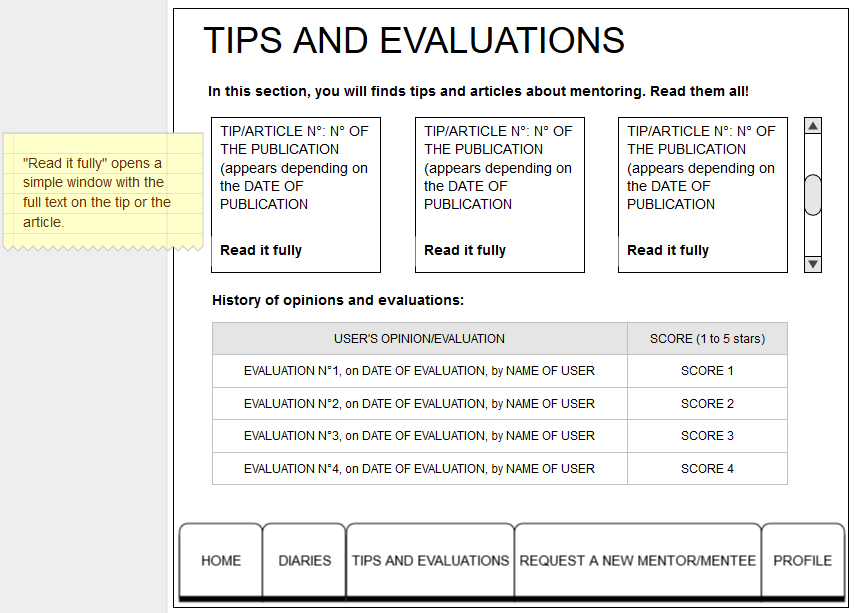 TIPS AND EVALUATIONS
In this section, you will finds tips and articles about mentoring. Read them all!
"Read it fully" opens a
simple window with the
full text on the tip or the
article.
TIP/ARTICLE N°: N° OF
THE PUBLICATION
(appears depending on
the DATE OF
PUBLICATION
Read it fully
TIP/ARTICLE N°: N° OF
THE PUBLICATION
(appears depending on
the DATE OF
PUBLICATION
Read it fully
TIP/ARTICLE N°: N° OF
THE PUBLICATION
(appears depending on
the DATE OF
PUBLICATION
Read it fully
History of opinions and evaluations:
USER'S OPINION/EVALUATION SCORE (1 to 5 stars)
EVALUATION N°1, on DATE OF EVALUATION, by NAME OF USER SCORE 1
EVALUATION N°2, on DATE OF EVALUATION, by NAME OF USER SCORE 2
EVALUATION N°3, on DATE OF EVALUATION, by NAME OF USER SCORE 3
EVALUATION N°4, on DATE OF EVALUATION, by NAME OF USER SCORE 4
HOME DIARIES TIPS AND EVALUATIONS REQUEST A NEW MENTOR/MENTEE PROFILE